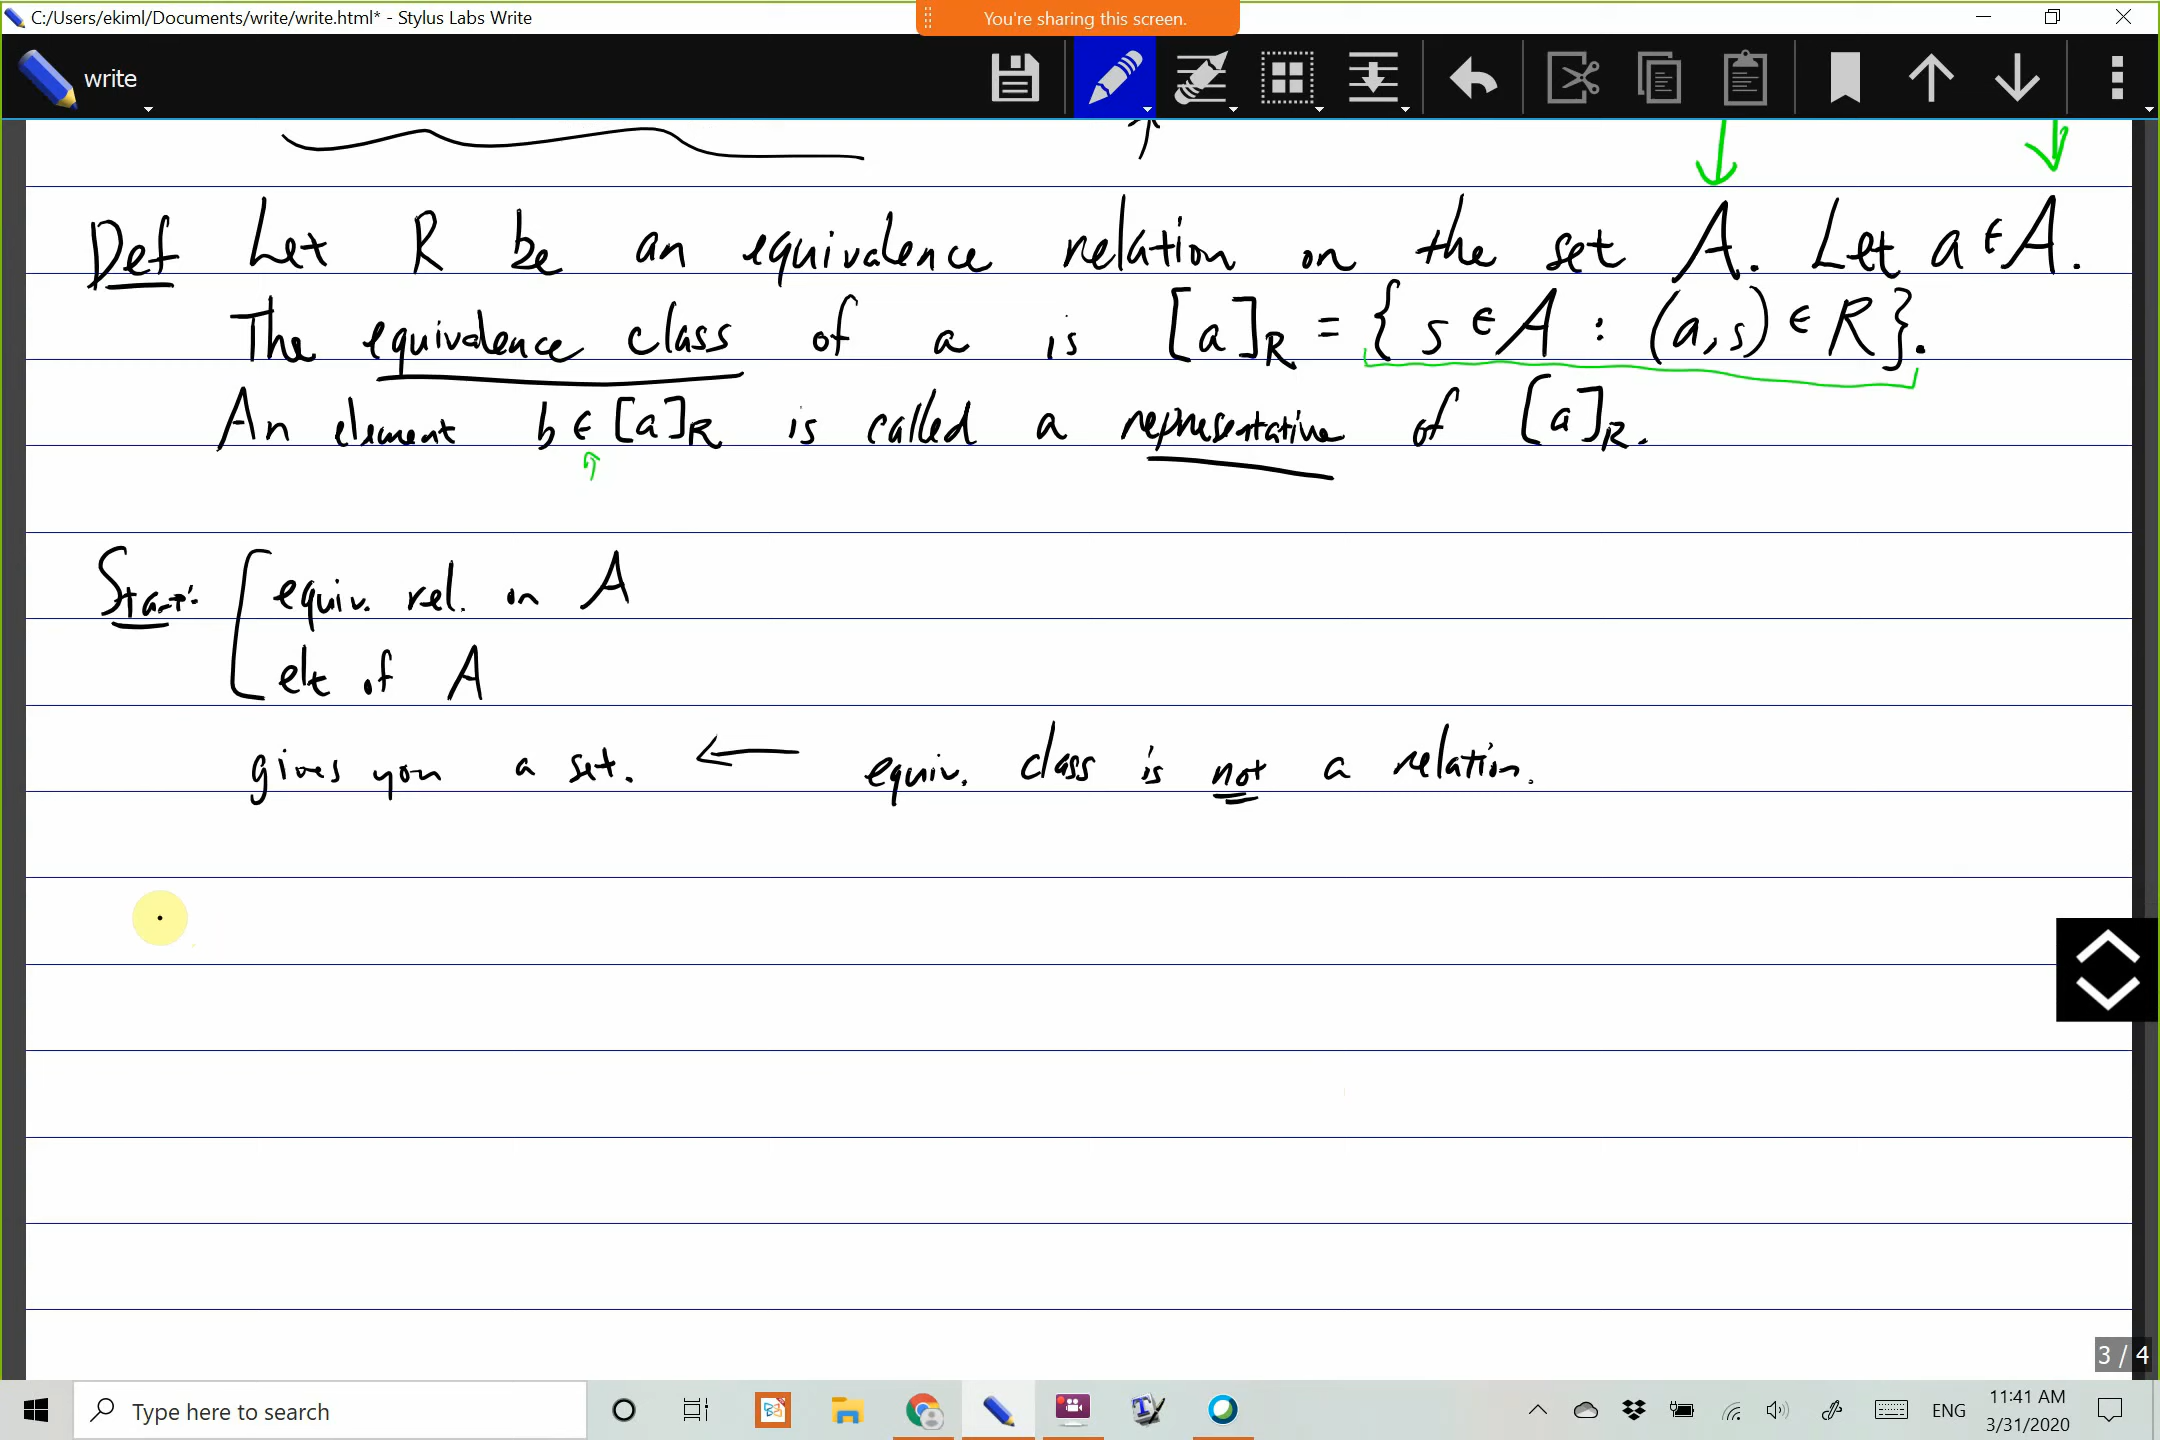 C:/Users/ekiml/Documents/write/write.html* - Stylus Labs Write
You're sharing this screen.
write
Def Let R be an equivalence relation on the set A. Let a ∈ A.
The equivalence class of a is [a]_R = { s ∈ A : (a,s) ∈ R }.
An element b ∈ [a]_R is called a representative of [a]_R.
Start: equiv. rel. on A
elt of A
gives you a set. ← equiv. class is not a relation.
3 / 4
Type here to search
ENG
11:41 AM
3/31/2020